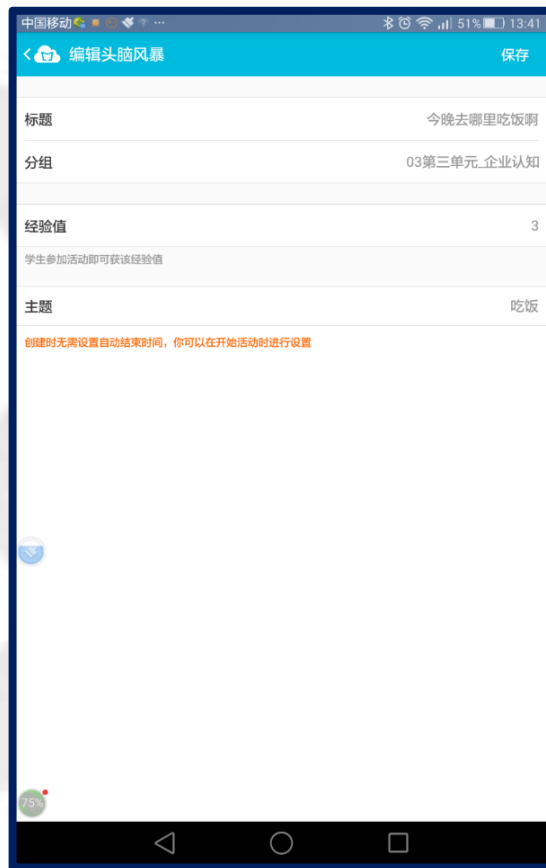 中国移动 ··· 51% 13:41
编辑头脑风暴 保存
标题 今晚去哪里吃饭啊
分组 03第三单元_企业认知
经验值 3
学生参加活动即可获该经验值
主题 吃饭
创建时无需设置自动结束时间，你可以在开始活动时进行设置
75%